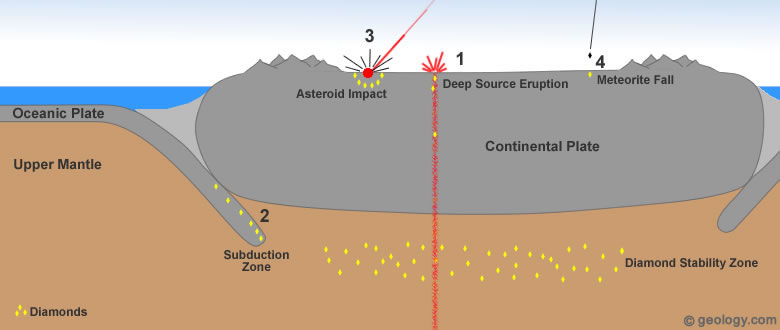 3
1
4
Asteroid Impact
Deep Source Eruption
Meteorite Fall
Oceanic Plate
Continental Plate
Upper Mantle
2
Subduction
Zone
Diamond Stability Zone
Diamonds
© geology.com